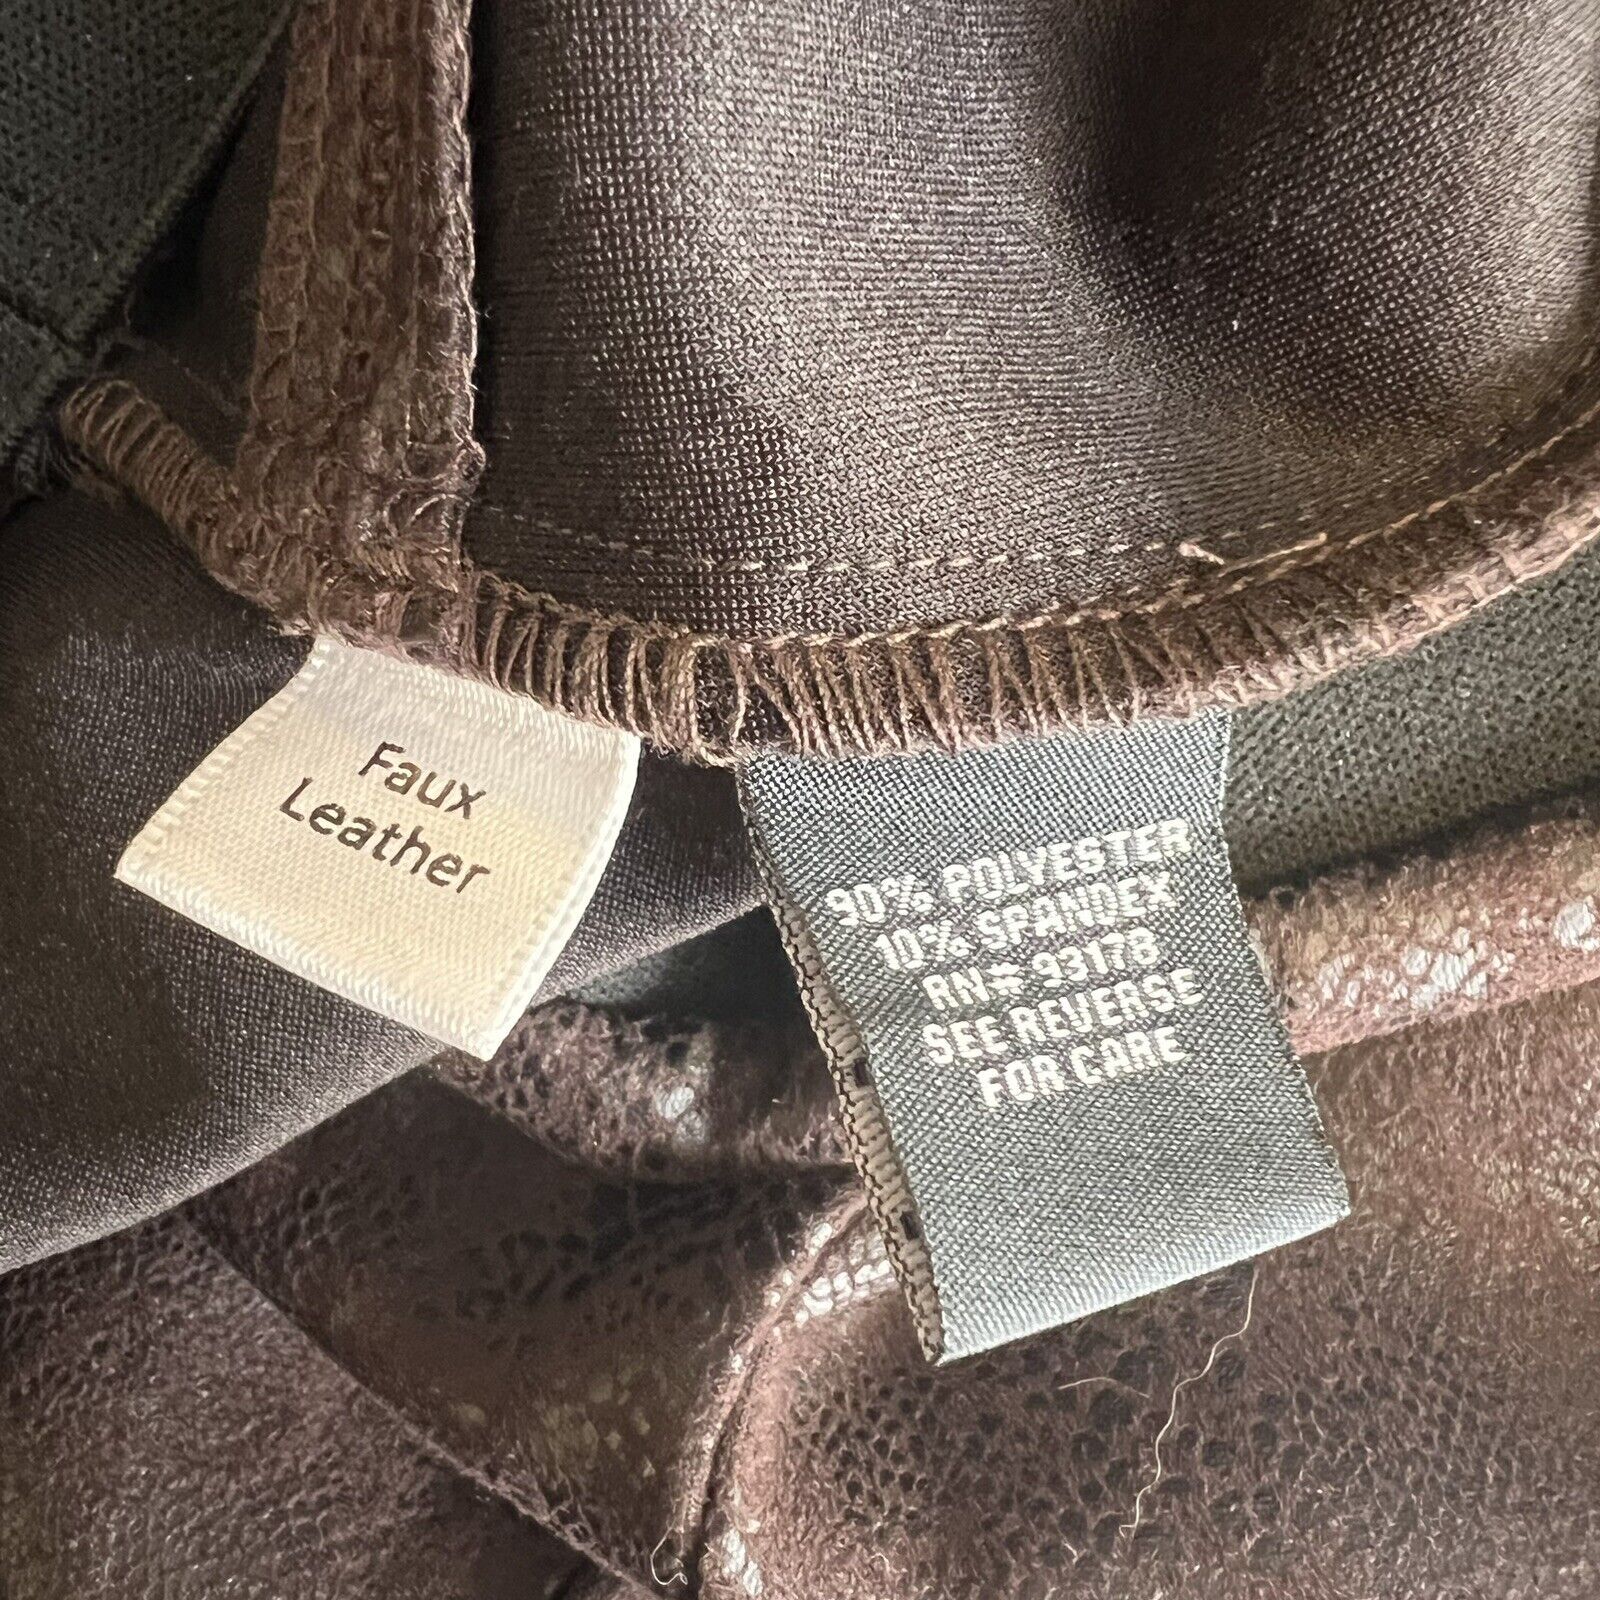 Faux
Leather
90% POLYESTER
10% SPANDEX
RN# 93178
SEE REVERSE
FOR CARE